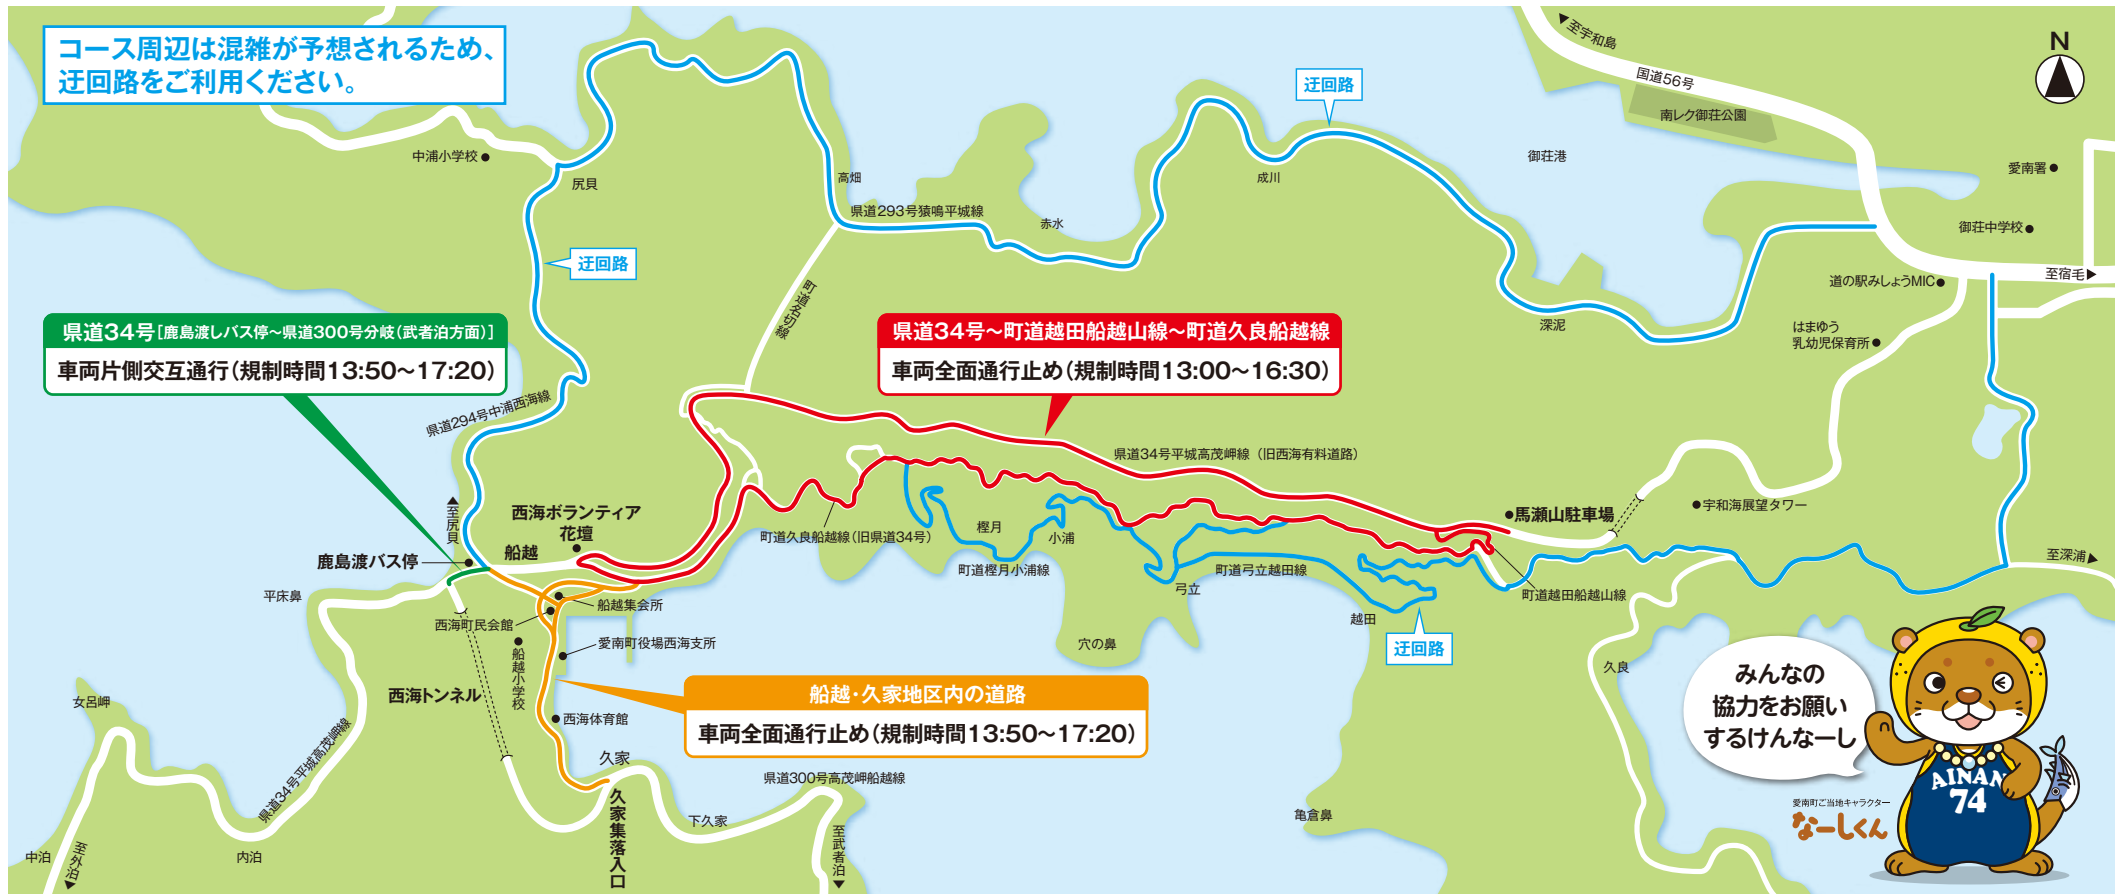 コース周辺は混雑が予想されるため、
迂回路をご利用ください。
至宇和島
国道56号
南レク御荘公園
N
迂回路
中浦小学校
尻貝
高畑
県道293号猿鳴平城線
赤水
成川
御荘港
愛南署
御荘中学校
至宿毛
道の駅みしょうMIC
はまゆう
乳幼児保育所
深泥
迂回路
町道名切線
県道34号[鹿島渡しバス停～県道300号分岐(武者泊方面)]
車両片側交互通行(規制時間13:50～17:20)
県道34号～町道越田船越山線～町道久良船越線
車両全面通行止め(規制時間13:00～16:30)
県道294号中浦西海線
県道34号平城高茂岬線(旧西海有料道路)
至尻貝
西海ボランティア
花壇
船越
鹿島渡バス停
町道久良船越線(旧県道34号)
樫月
小浦
町道樫月小浦線
弓立
町道弓立越田線
馬瀬山駐車場
宇和海展望タワー
至深浦
町道越田船越山線
越田
迂回路
穴の鼻
久良
平床鼻
船越集会所
西海町民会館
愛南町役場西海支所
船越小学校
西海トンネル
西海体育館
船越・久家地区内の道路
車両全面通行止め(規制時間13:50～17:20)
女呂岬
県道34号平城高茂岬線
久家
県道300号高茂岬船越線
久家集落入口
下久家
至武者泊
亀倉鼻
中泊
至外泊
内泊
みんなの
協力をお願い
するけんなーし
AINAN
74
愛南町ご当地キャラクター
なーしくん